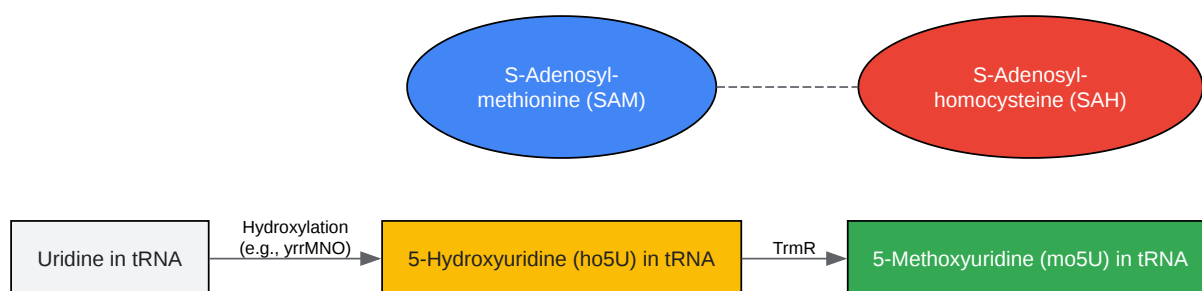 S-Adenosyl-
methionine (SAM)
S-Adenosyl-
homocysteine (SAH)
Uridine in tRNA
Hydroxylation
(e.g., yrrMNO)
5-Hydroxyuridine (ho5U) in tRNA
TrmR
5-Methoxyuridine (mo5U) in tRNA